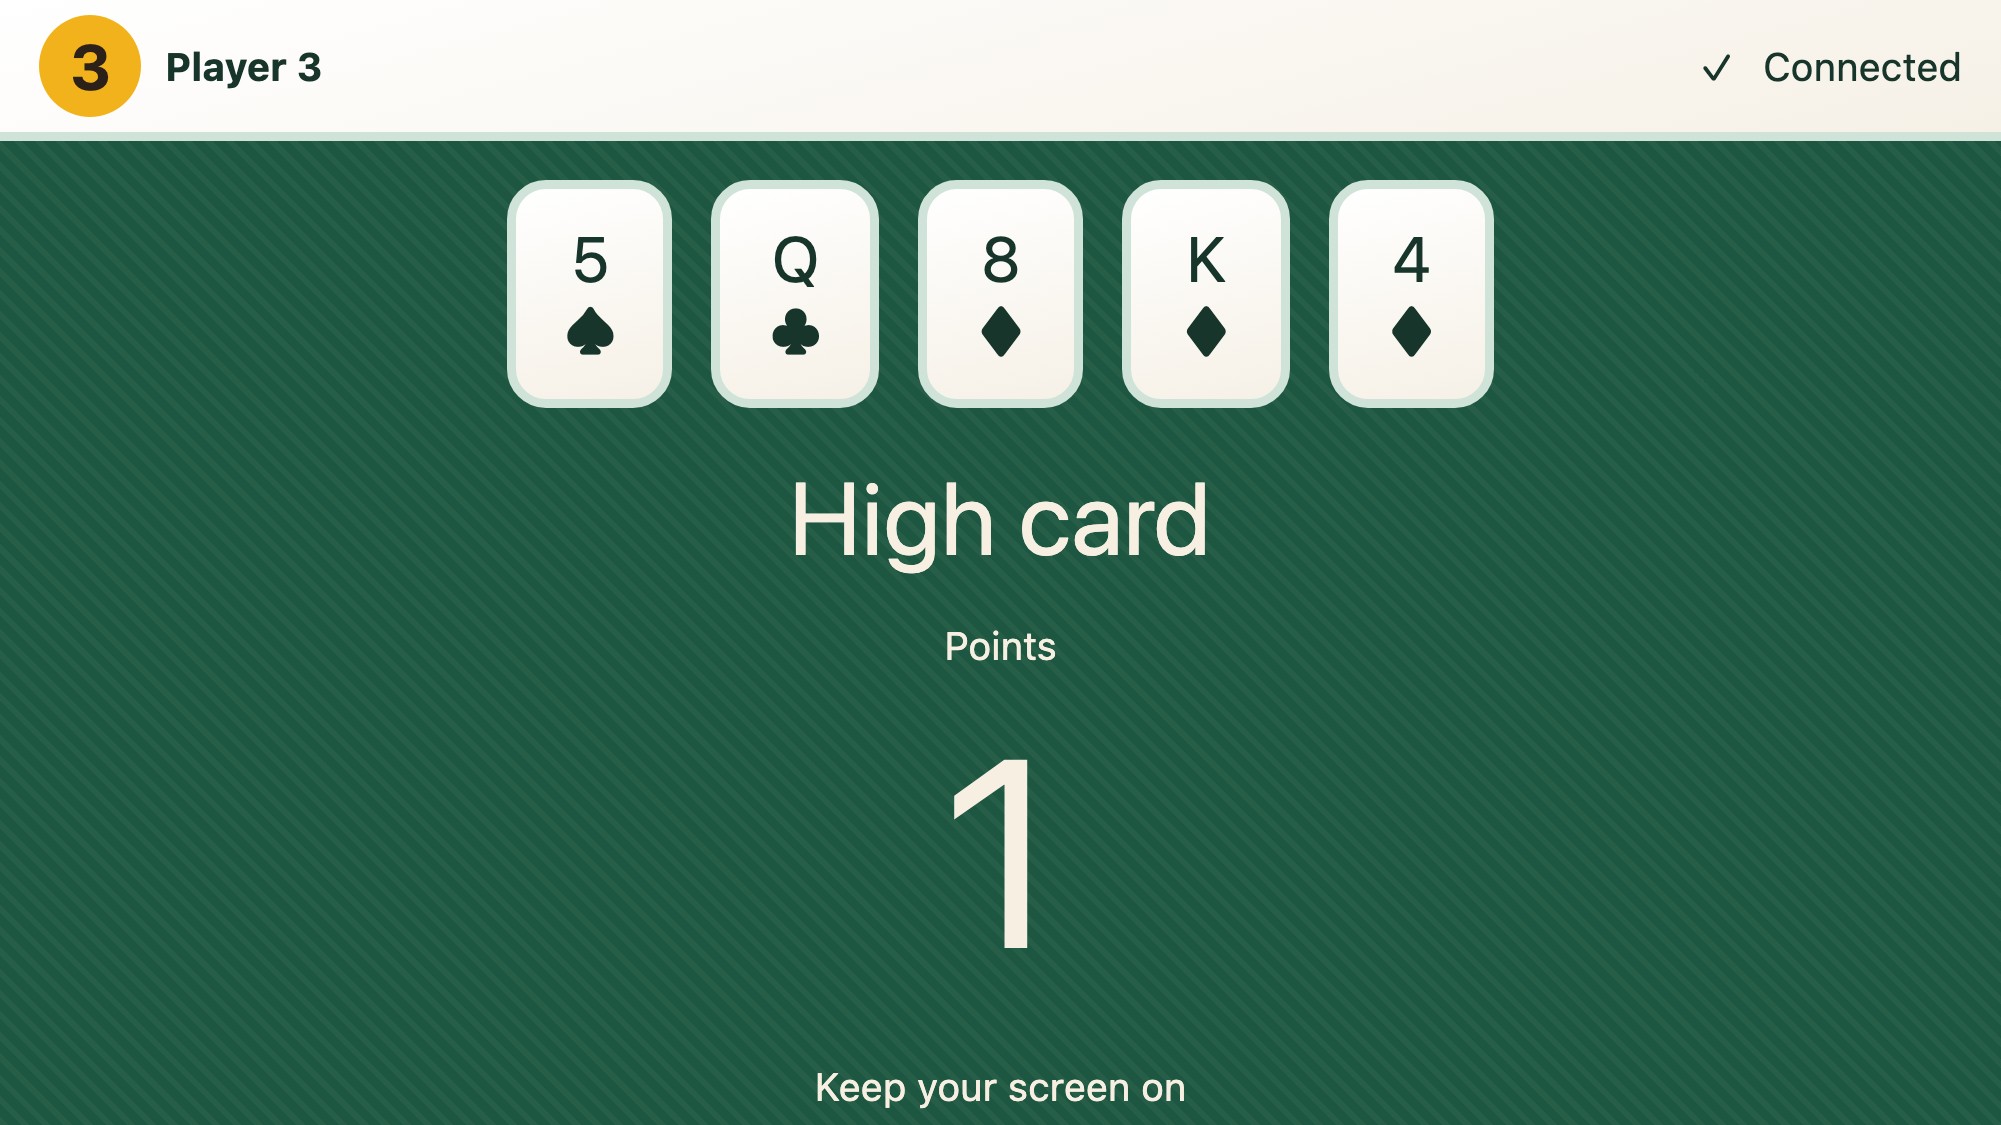 3 Player 3 ✓ Connected
5 Q 8 K 4
♠ ♣ ♦ ♦ ♦
High card
Points
1
Keep your screen on